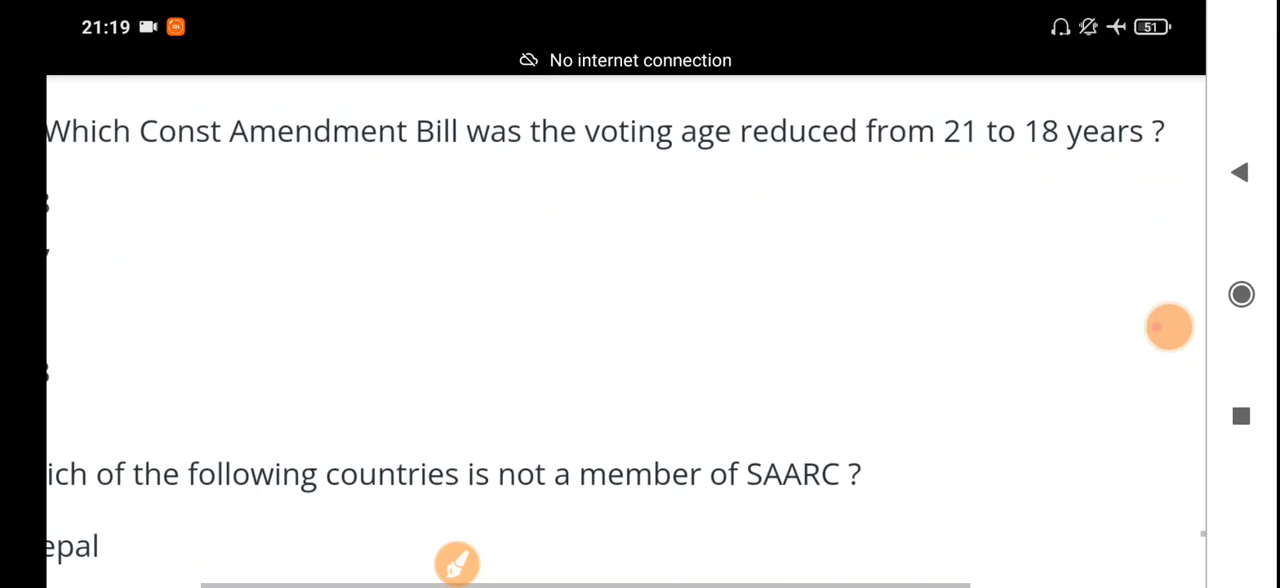 21:19
51
No internet connection
Which Const Amendment Bill was the voting age reduced from 21 to 18 years ?
ich of the following countries is not a member of SAARC ?
epal